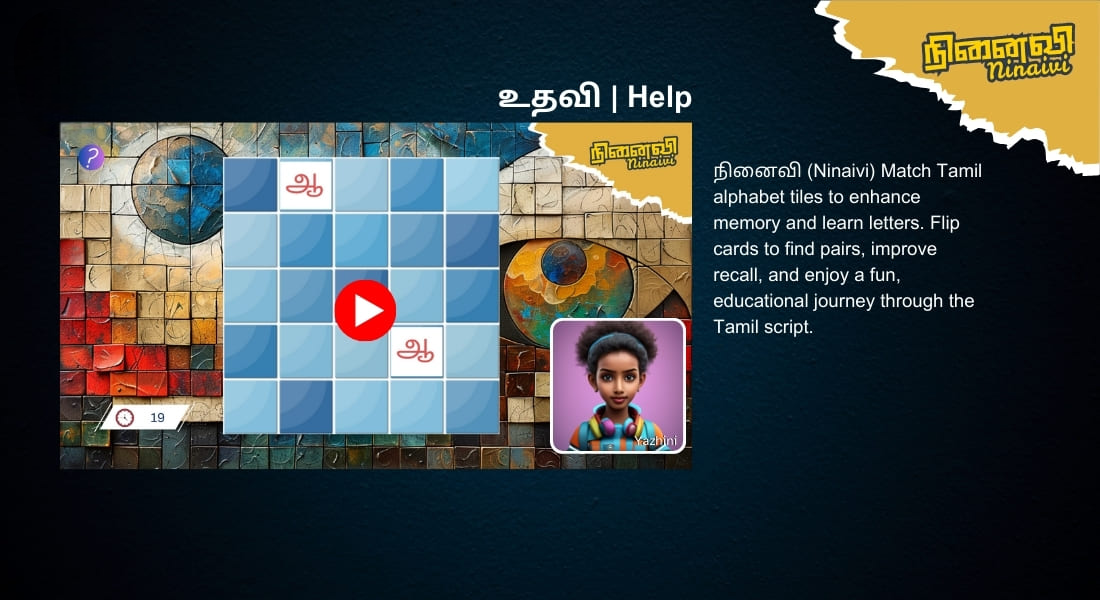 நினைவி
Ninaivi
உதவி | Help
?
நினைவி
Ninaivi
ஆ
ஆ
19
Yazhini
நினைவி (Ninaivi) Match Tamil
alphabet tiles to enhance
memory and learn letters. Flip
cards to find pairs, improve
recall, and enjoy a fun,
educational journey through the
Tamil script.